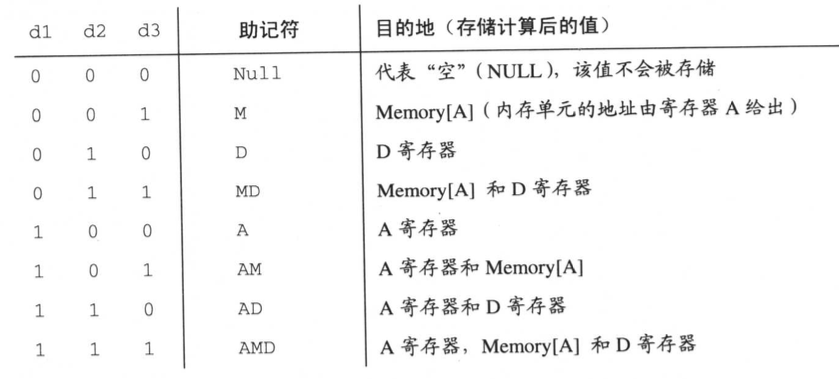 d1 d2 d3 助记符 目的地（存储计算后的值）
0 0 0 Null 代表“空”（NULL），该值不会被存储
0 0 1 M Memory[A]（内存单元的地址由寄存器 A 给出）
0 1 0 D D 寄存器
0 1 1 MD Memory[A] 和 D 寄存器
1 0 0 A A 寄存器
1 0 1 AM A 寄存器和 Memory[A]
1 1 0 AD A 寄存器和 D 寄存器
1 1 1 AMD A 寄存器，Memory[A] 和 D 寄存器